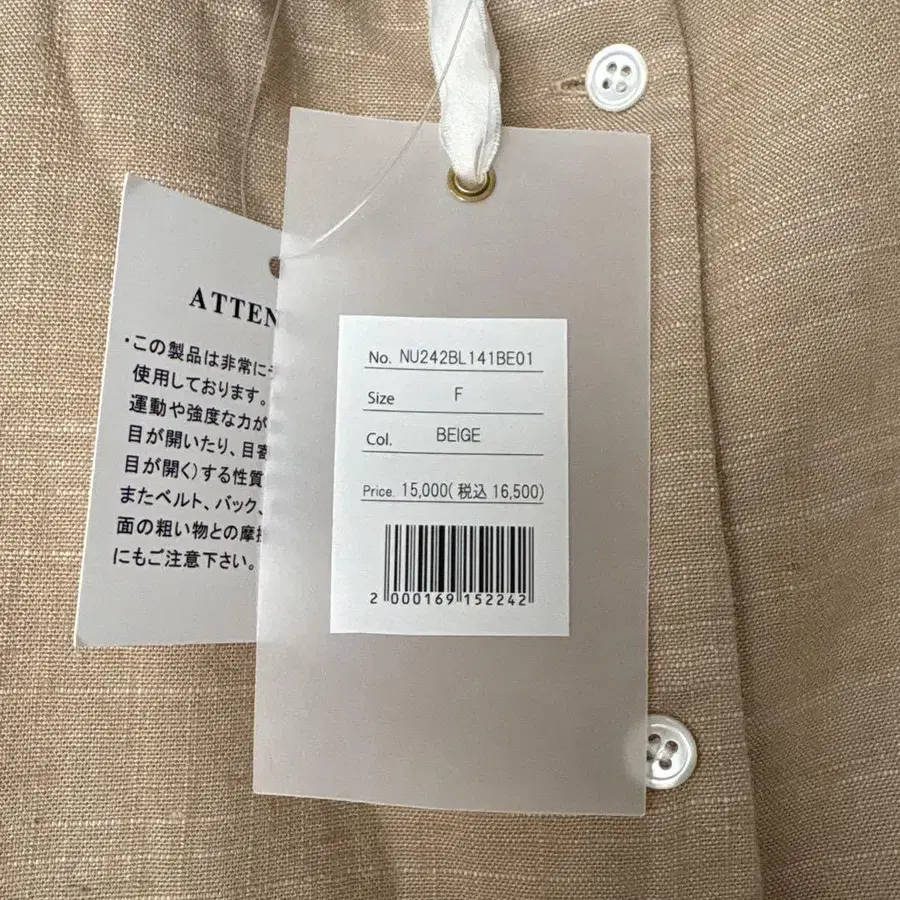 ATTEN
・この製品は非常に
使用しております。
運動や強度な力が
目が開いたり、目寄
目が開く)する性質
またベルト、バック、
面の粗い物との摩擦
にもご注意下さい。
No. NU242BL141BE01
Size F
Col. BEIGE
Price. 15,000(税込 16,500)
2 000169 152242